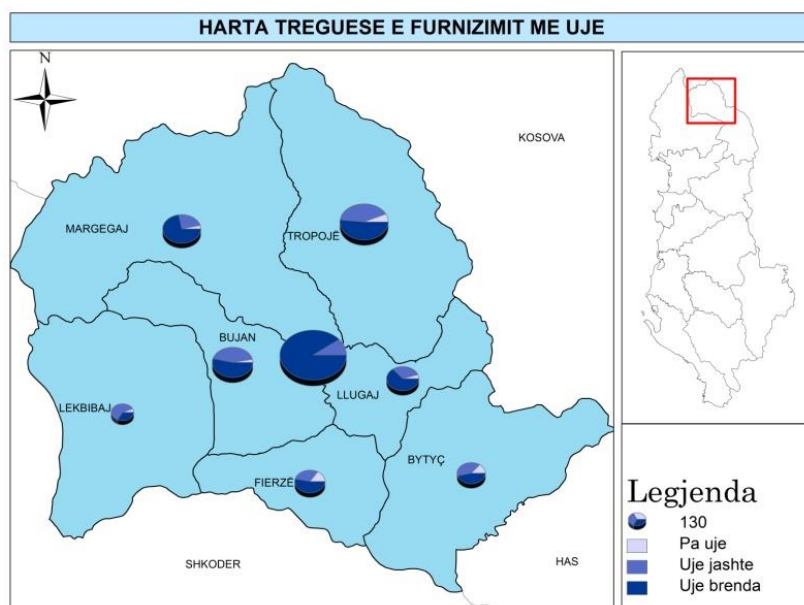 HARTA TREGUESE E FURNIZIMIT ME UJE
N
KOSOVA
MARGEGAJ
TROPOJË
BUJAN
LLUGAJ
LEKBIBAJ
BYTYÇ
FIERZË
SHKODER
HAS
Legjenda
130
Pa uje
Uje jashte
Uje brenda